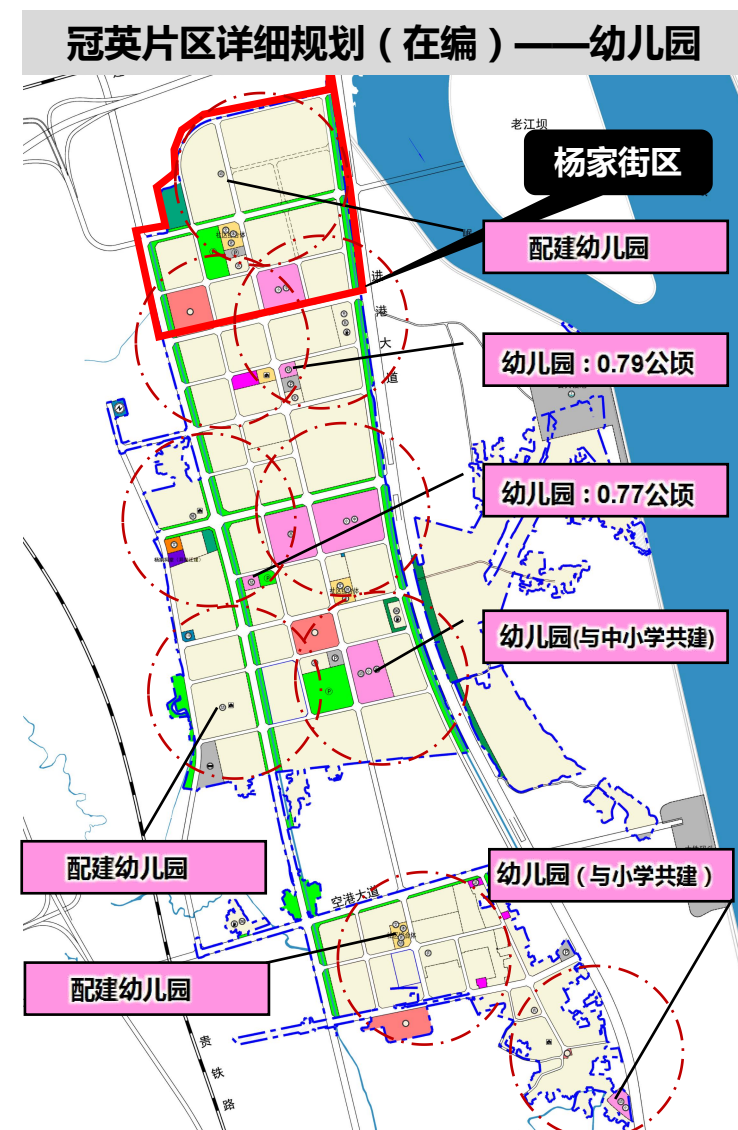 冠英片区详细规划（在编）——幼儿园
老江坝
杨家街区
配建幼儿园
进
港
大
道
幼儿园：0.79公顷
幼儿园：0.77公顷
幼儿园(与中小学共建)
配建幼儿园
幼儿园（与小学共建）
空港大道
配建幼儿园
贵
铁
路